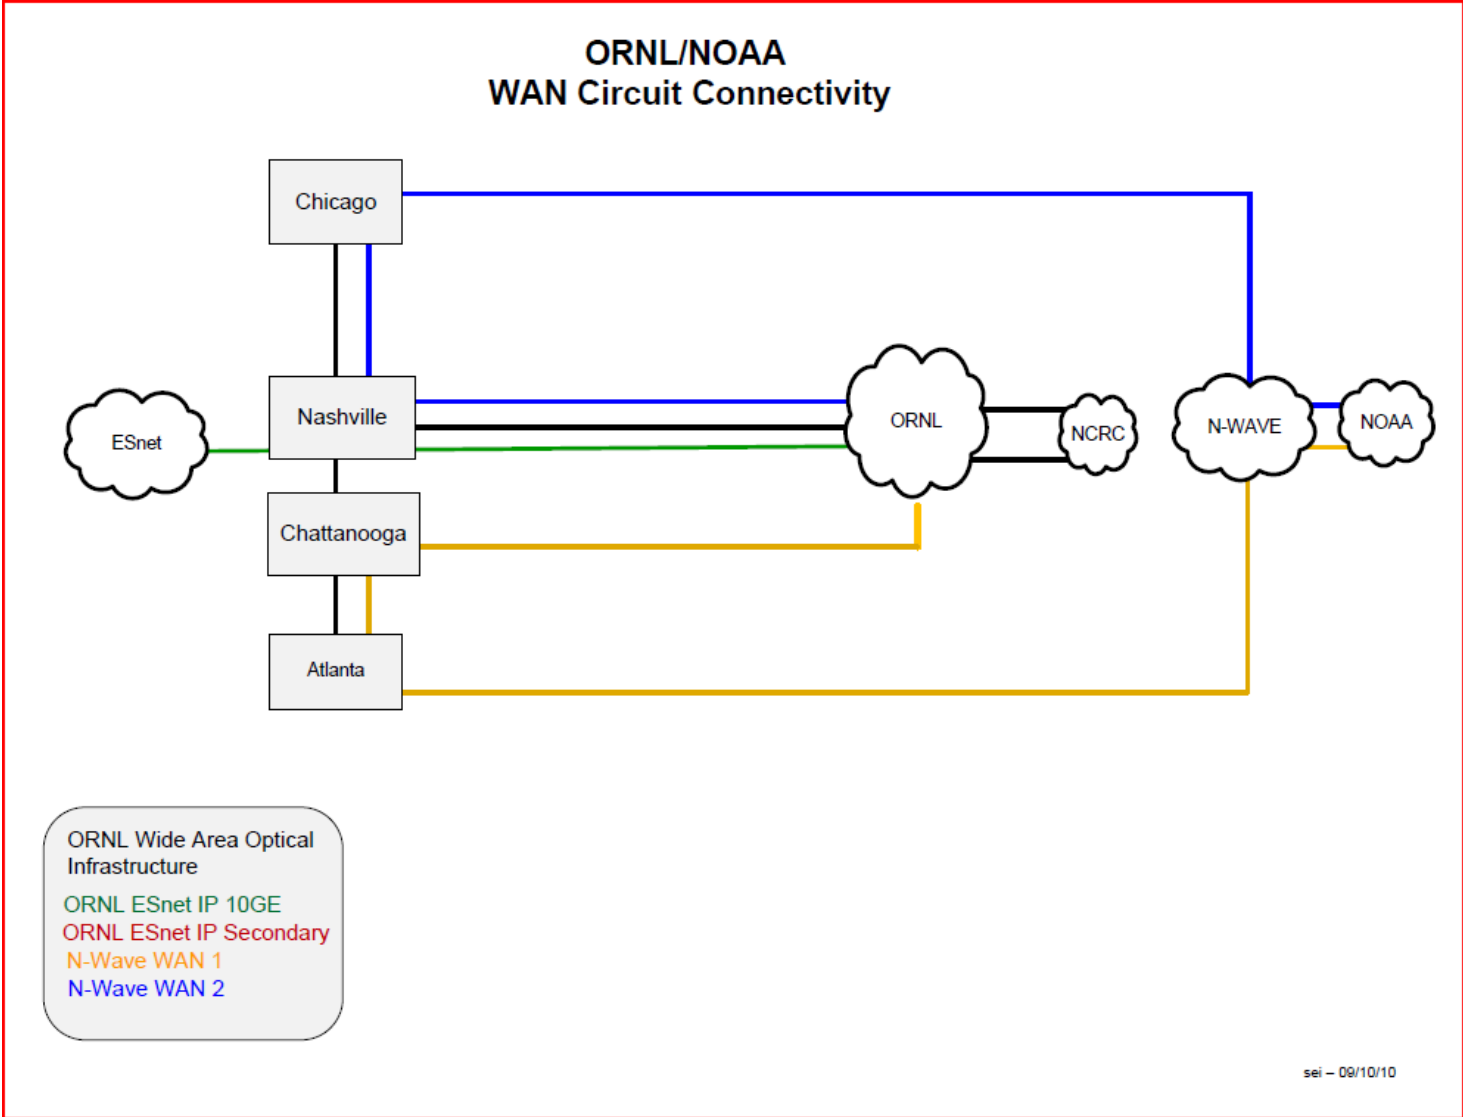 ORNL/NOAA
WAN Circuit Connectivity
Chicago
Nashville
ESnet
ORNL
NCRC
N-WAVE
NOAA
Chattanooga
Atlanta
ORNL Wide Area Optical
Infrastructure
ORNL ESnet IP 10GE
ORNL ESnet IP Secondary
N-Wave WAN 1
N-Wave WAN 2
sei – 09/10/10